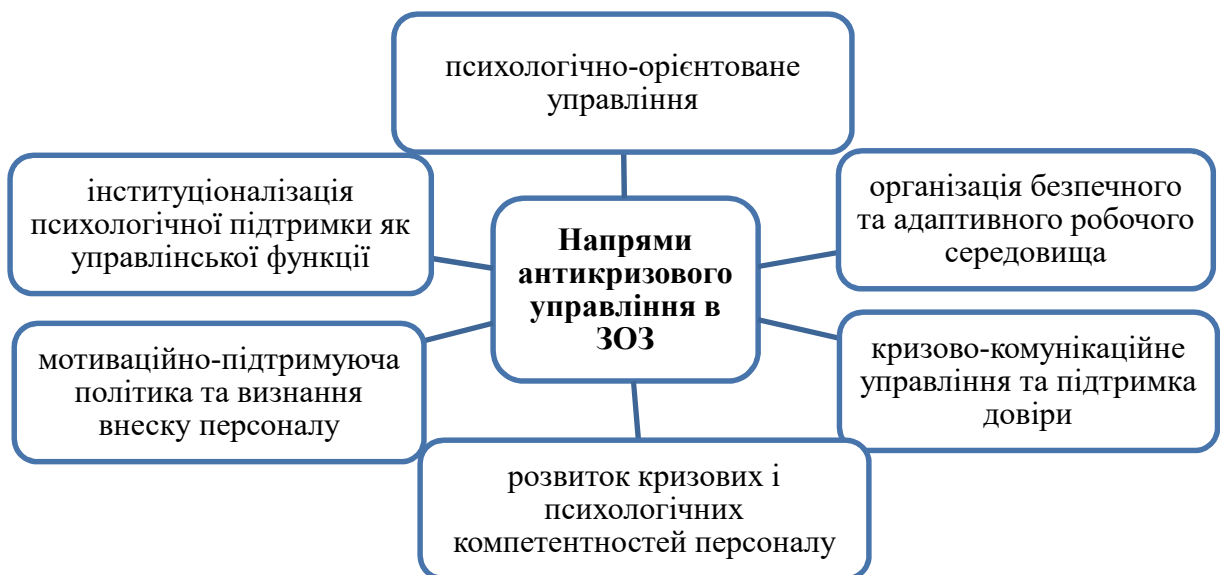 психологічно-орієнтоване
управління
інституціоналізація
психологічної підтримки як
управлінської функції
організація безпечного
та адаптивного робочого
середовища
Напрями
антикризового
управління в
ЗОЗ
мотиваційно-підтримуюча
політика та визнання
внеску персоналу
кризово-комунікаційне
управління та підтримка
довіри
розвиток кризових і
психологічних
компетентностей персоналу